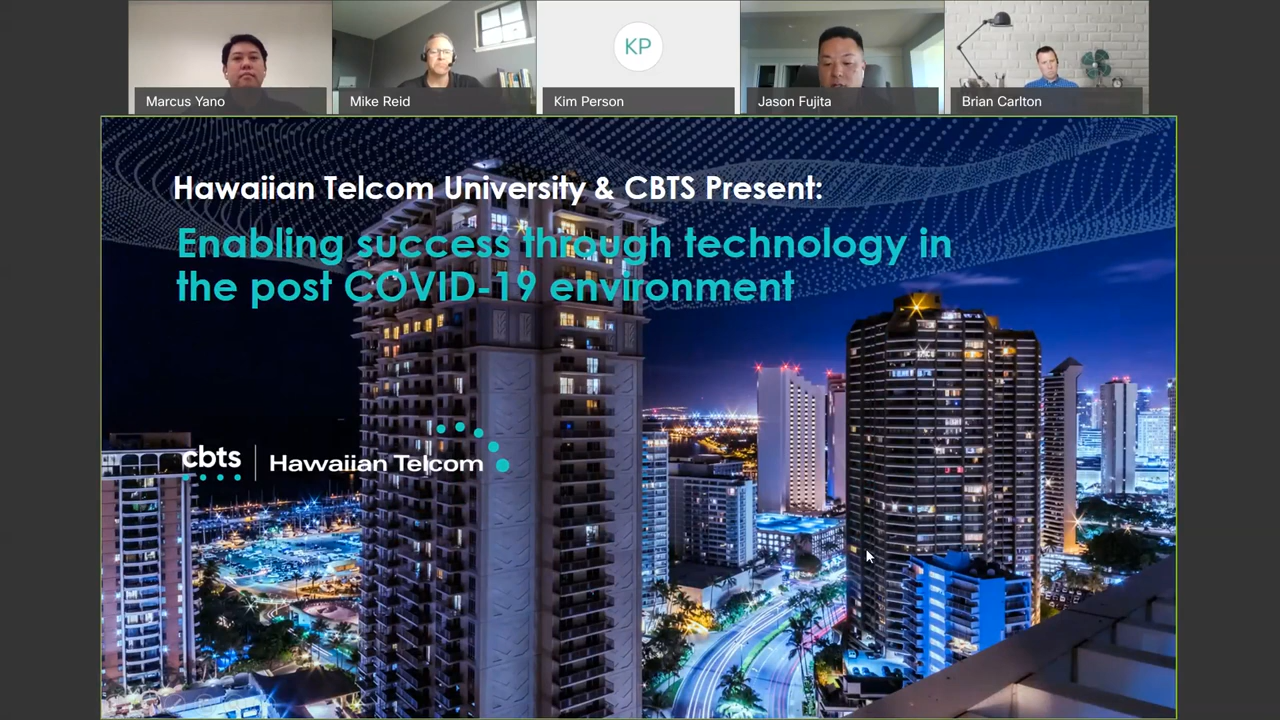 Marcus Yano
Mike Reid
KP
Kim Person
Jason Fujita
Brian Carlton
Hawaiian Telcom University & CBTS Present:
Enabling success through technology in
the post COVID-19 environment
cbts
Hawaiian Telcom